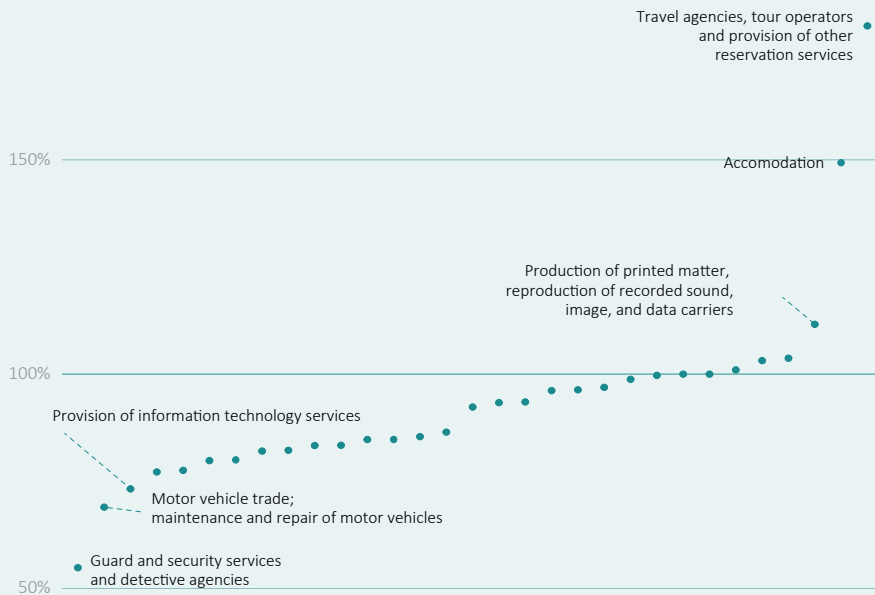 Travel agencies, tour operators
and provision of other
reservation services
150%
Accomodation
Production of printed matter,
reproduction of recorded sound,
image, and data carriers
100%
Provision of information technology services
Motor vehicle trade;
maintenance and repair of motor vehicles
Guard and security services
and detective agencies
50%